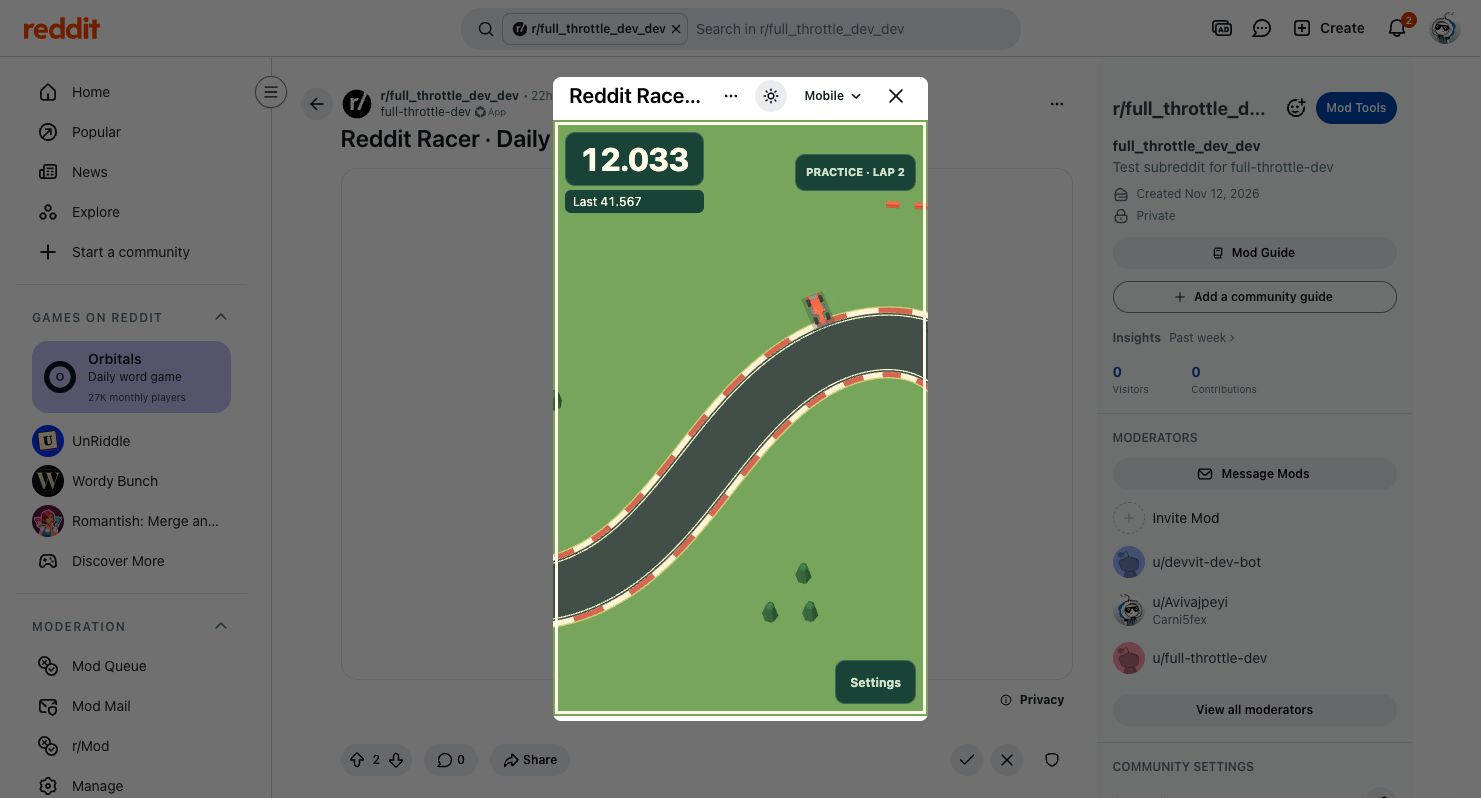 reddit
r/full_throttle_dev_dev
Search in r/full_throttle_dev_dev
AD
Create
2
Home
Popular
News
Explore
Start a community
GAMES ON REDDIT
Orbitals
Daily word game
27K monthly players
UnRiddle
Wordy Bunch
Romantish: Merge an...
Discover More
MODERATION
Mod Queue
Mod Mail
r/Mod
Manage
r/full_throttle_dev_dev • 22h
full-throttle-dev App
Reddit Racer · Daily
Reddit Race...
Mobile
12.033
Last 41.567
PRACTICE · LAP 2
Settings
Privacy
2
0
Share
r/full_throttle_d...
Mod Tools
full_throttle_dev_dev
Test subreddit for full-throttle-dev
Created Nov 12, 2026
Private
Mod Guide
Add a community guide
Insights Past week
0
Visitors
0
Contributions
MODERATORS
Message Mods
Invite Mod
u/devvit-dev-bot
u/Avivajpeyi
Carni5fex
u/full-throttle-dev
View all moderators
COMMUNITY SETTINGS